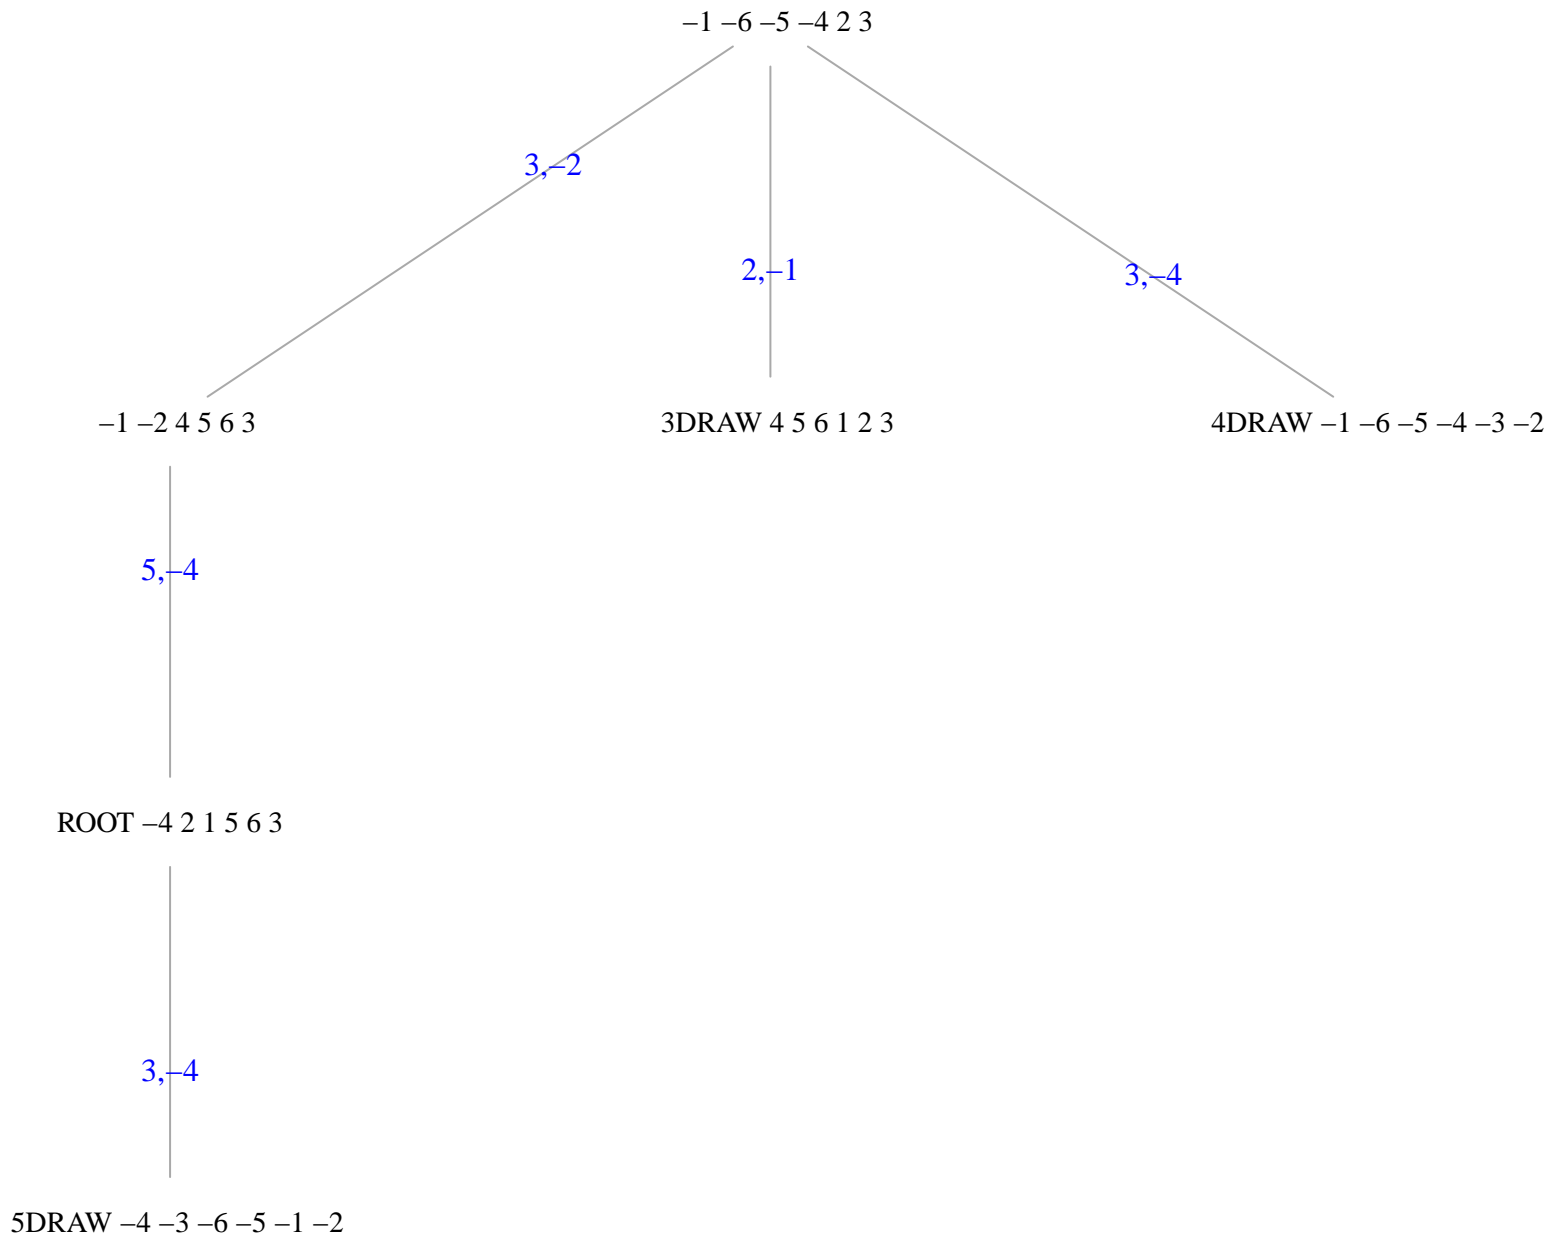 –1 –6 –5 –4 2 3
3,–2
2,–1
3,–4
–1 –2 4 5 6 3
3DRAW 4 5 6 1 2 3
4DRAW –1 –6 –5 –4 –3 –2
5,–4
ROOT –4 2 1 5 6 3
3,–4
5DRAW –4 –3 –6 –5 –1 –2